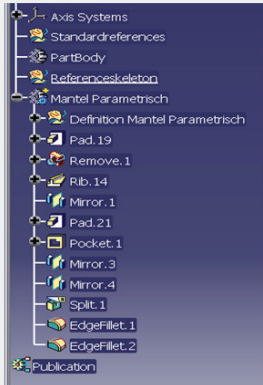 Axis Systems
Standardreferences
PartBody
Referenceskeleton
Mantel Parametrisch
Definition Mantel Parametrisch
Pad.19
Remove.1
Rib.14
Mirror.1
Pad.21
Pocket.1
Mirror.3
Mirror.4
Split.1
EdgeFillet.1
EdgeFillet.2
Publication